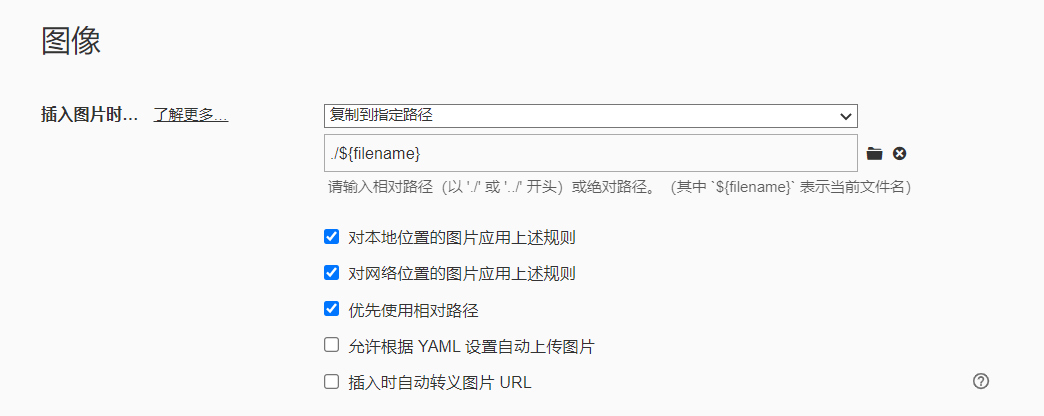 图像
插入图片时... 了解更多...
复制到指定路径
./${filename}
请输入相对路径（以 './' 或 '../' 开头）或绝对路径。（其中 `${filename}` 表示当前文件名）
对本地位置的图片应用上述规则
对网络位置的图片应用上述规则
优先使用相对路径
允许根据 YAML 设置自动上传图片
插入时自动转义图片 URL